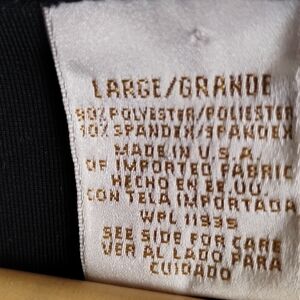 LARGE/GRANDE
90% POLYESTER/POLIESTER
10% SPANDEX/SPANDEX
MADE IN U.S.A.
OF IMPORTED FABRIC
HECHO EN EE.UU.
CON TELA IMPORTADA
WPL 11939
SEE SIDE FOR CARE
VER AL LADO PARA
CUIDADO